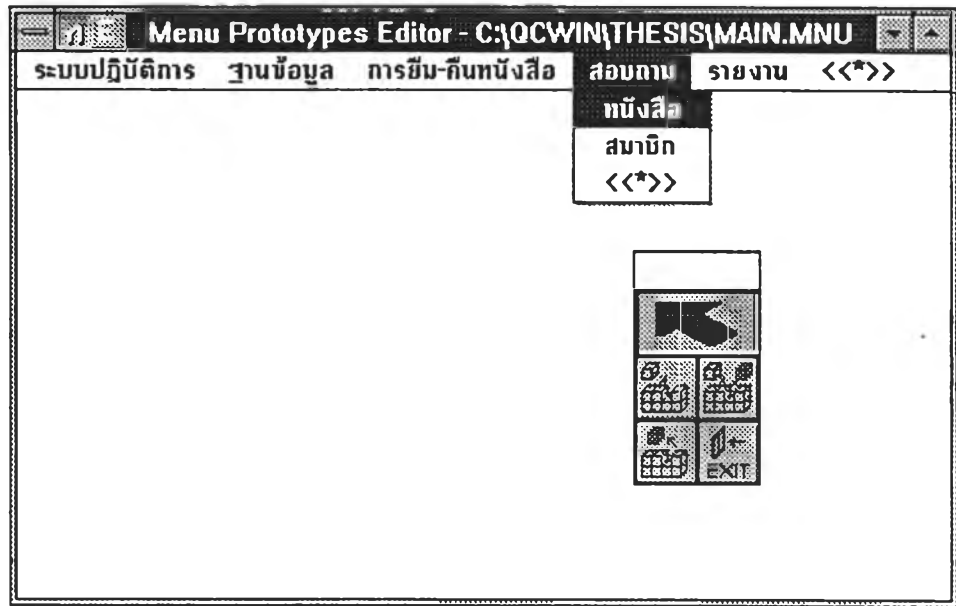 Menu Prototypes Editor - C:\QCWIN\THESIS\MAIN.MNU
ระบบปฏิบัติการ ฐานข้อมูล การยืม-คืนหนังสือ สอบถาม รายงาน <<*>>
หนังสือ
สมาชิก
<<*>>
EXIT